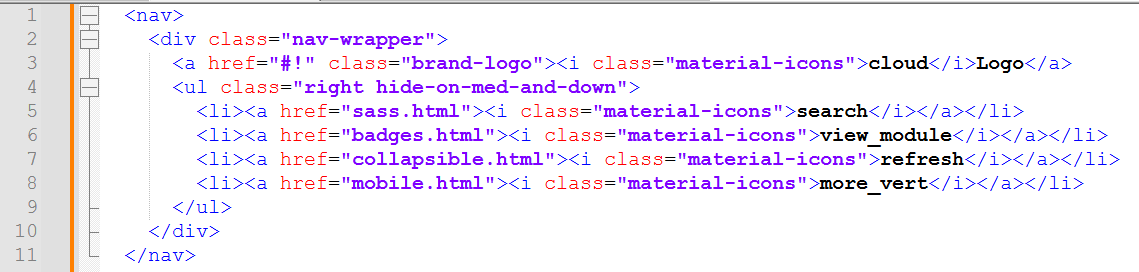 1 <nav>
2   <div class="nav-wrapper">
3     <a href="#!" class="brand-logo"><i class="material-icons">cloud</i>Logo</a>
4     <ul class="right hide-on-med-and-down">
5       <li><a href="sass.html"><i class="material-icons">search</i></a></li>
6       <li><a href="badges.html"><i class="material-icons">view_module</i></a></li>
7       <li><a href="collapsible.html"><i class="material-icons">refresh</i></a></li>
8       <li><a href="mobile.html"><i class="material-icons">more_vert</i></a></li>
9     </ul>
10   </div>
11 </nav>